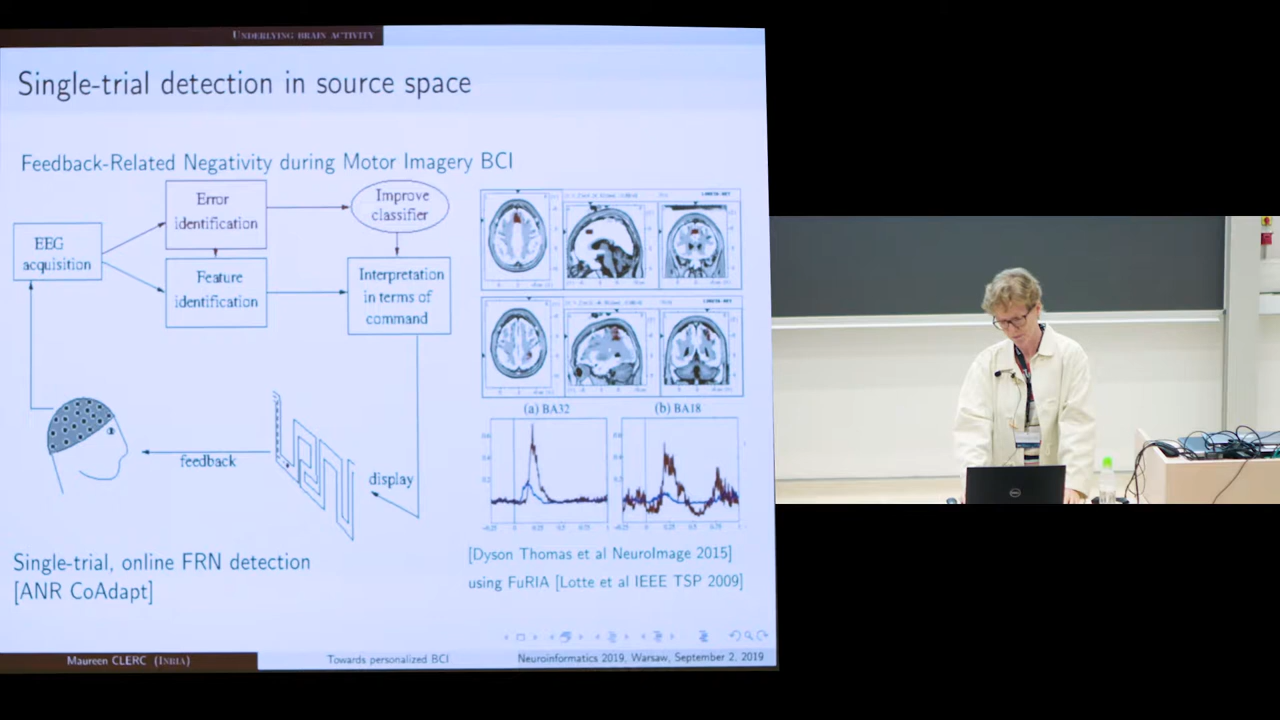 UNDERLYING BRAIN ACTIVITY
Single-trial detection in source space
Feedback-Related Negativity during Motor Imagery BCI
Error
identification
Improve
classifier
EEG
acquisition
Feature
identification
Interpretation
in terms of
command
feedback
display
(a) BA32
(b) BA18
Single-trial, online FRN detection
[ANR CoAdapt]
[Dyson Thomas et al NeuroImage 2015]
using FuRIA [Lotte et al IEEE TSP 2009]
Maureen CLERC (INRIA)
Towards personalized BCI
Neuroinformatics 2019, Warsaw, September 2, 2019
DELL